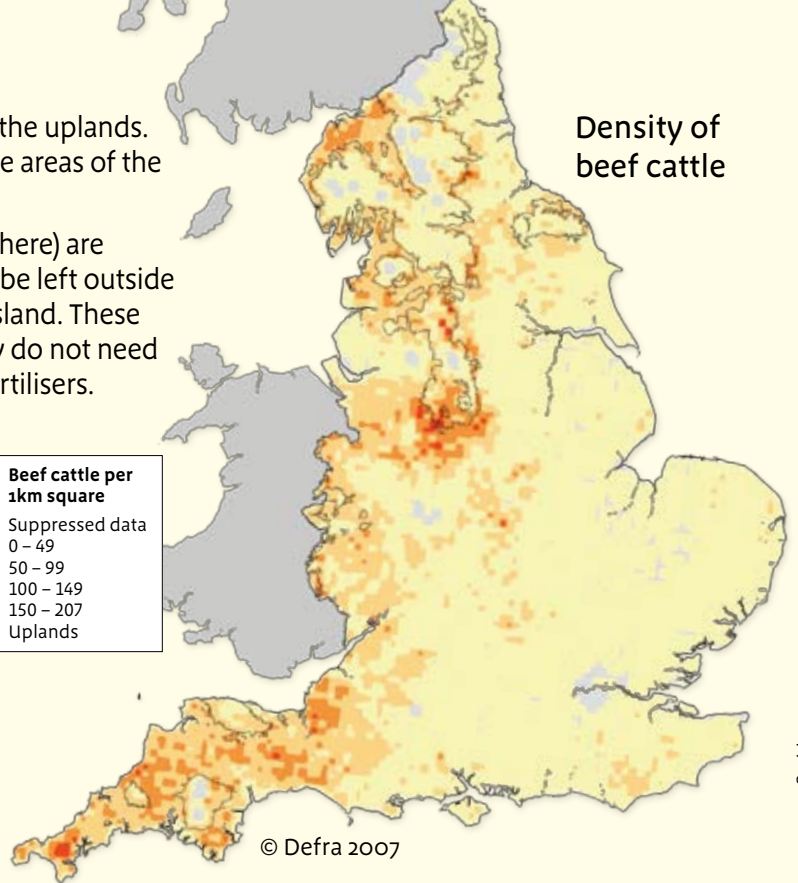 the uplands.
e areas of the
here) are
be left outside
sland. These
y do not need
rtilisers.
Density of
beef cattle
Beef cattle per
1km square
Suppressed data
0 – 49
50 – 99
100 – 149
150 – 207
Uplands
© Defra 2007